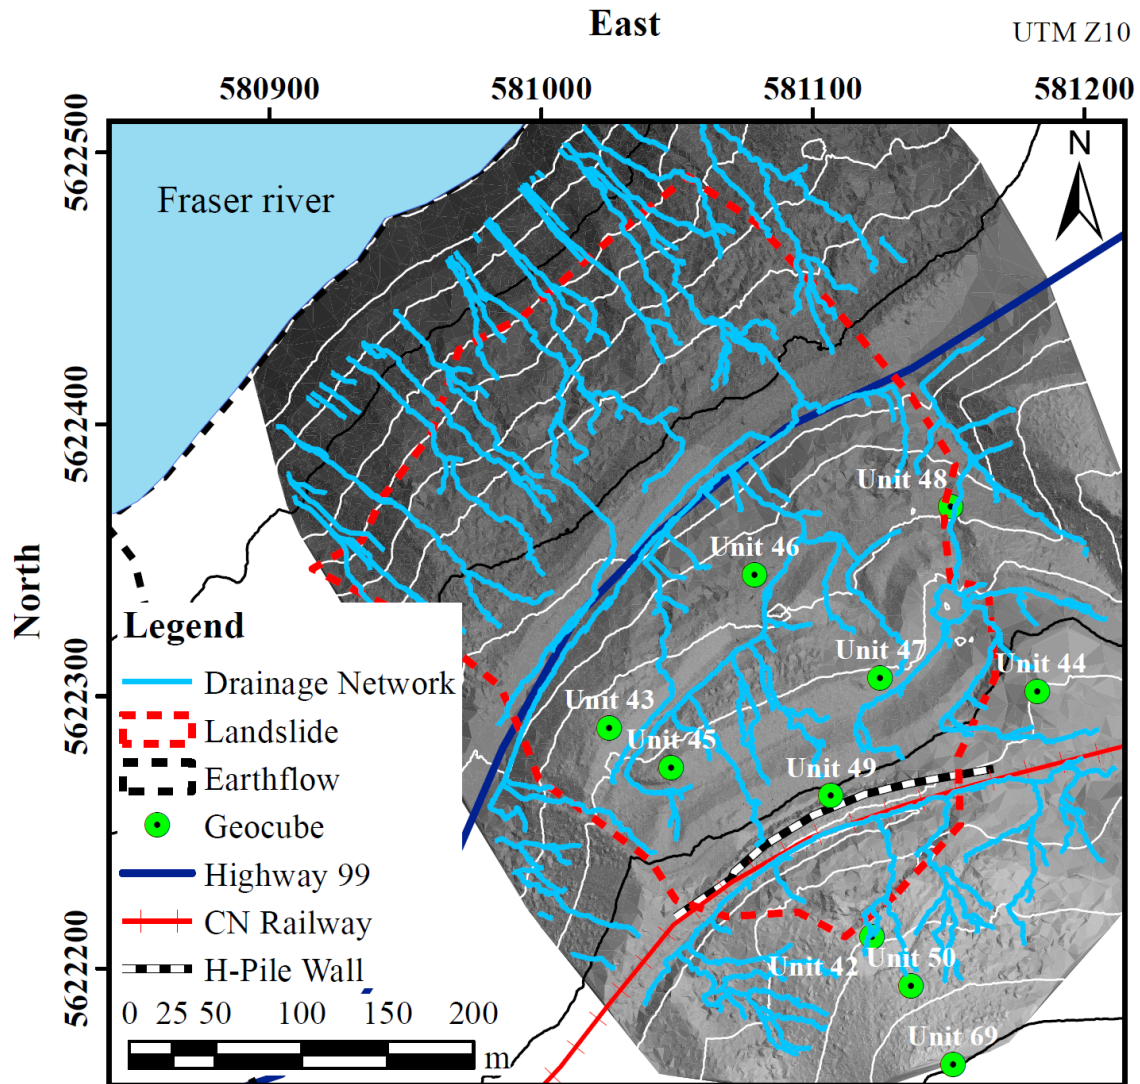 East
UTM Z10
580900 581000 581100 581200
N
5622500
5622400
5622300
5622200
North
Fraser river
Unit 48
Unit 46
Unit 47
Unit 44
Unit 43
Unit 45
Unit 49
Unit 42
Unit 50
Unit 69
Legend
Drainage Network
Landslide
Earthflow
Geocube
Highway 99
CN Railway
H-Pile Wall
0 25 50 100 150 200
m